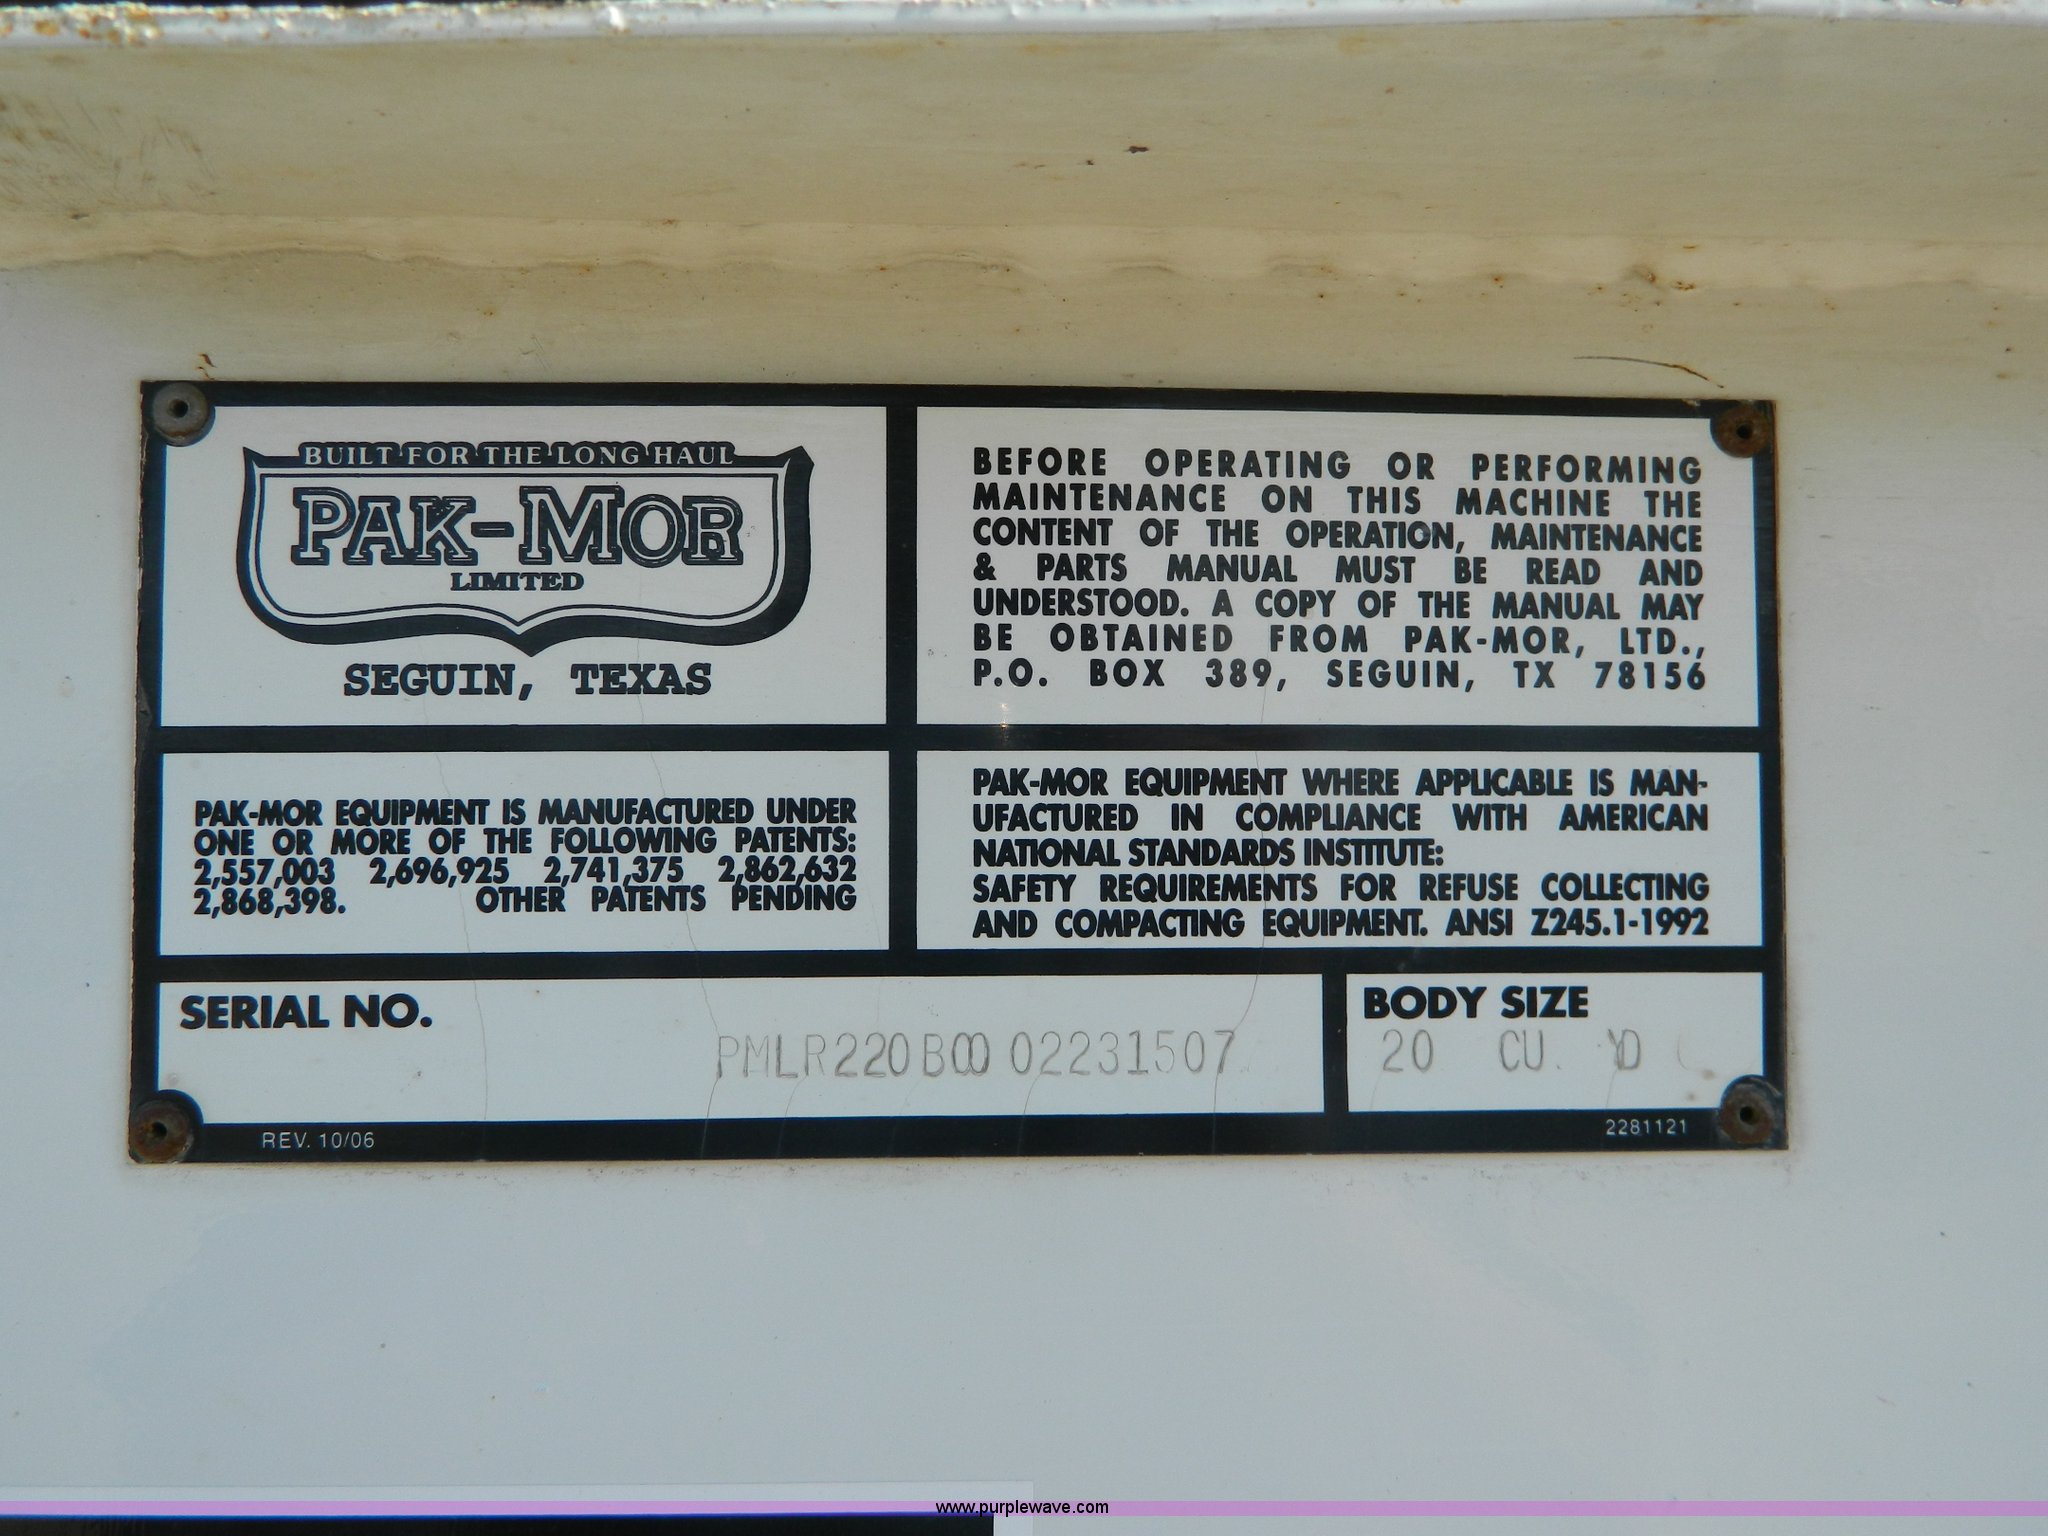 BUILT FOR THE LONG HAUL
PAK-MOR
LIMITED
SEGUIN, TEXAS
BEFORE OPERATING OR PERFORMING
MAINTENANCE ON THIS MACHINE THE
CONTENT OF THE OPERATION, MAINTENANCE
& PARTS MANUAL MUST BE READ AND
UNDERSTOOD. A COPY OF THE MANUAL MAY
BE OBTAINED FROM PAK-MOR, LTD.,
P.O. BOX 389, SEGUIN, TX 78156
PAK-MOR EQUIPMENT IS MANUFACTURED UNDER
ONE OR MORE OF THE FOLLOWING PATENTS:
2,557,003 2,696,925 2,741,375 2,862,632
2,868,398. OTHER PATENTS PENDING
PAK-MOR EQUIPMENT WHERE APPLICABLE IS MAN-
UFACTURED IN COMPLIANCE WITH AMERICAN
NATIONAL STANDARDS INSTITUTE:
SAFETY REQUIREMENTS FOR REFUSE COLLECTING
AND COMPACTING EQUIPMENT. ANSI Z245.1-1992
SERIAL NO.
PMLR220B00 02231507
BODY SIZE
20 CU. YD
REV. 10/06
2281121
www.purplewave.com